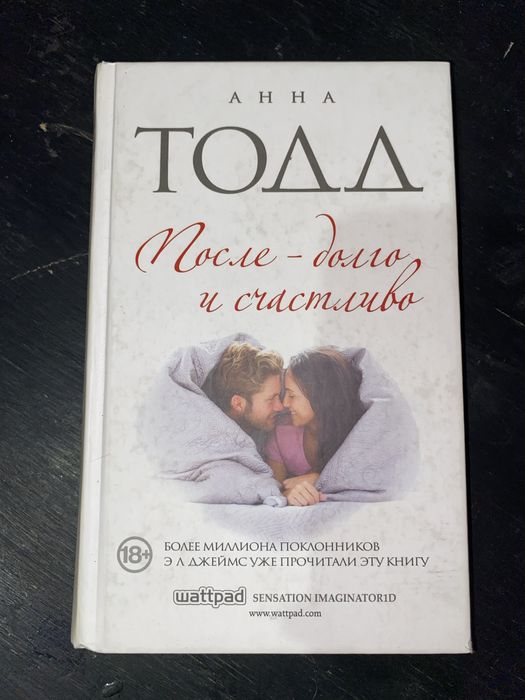 АННА
ТОДД
После – долго
и счастливо
18+
БОЛЕЕ МИЛЛИОНА ПОКЛОННИКОВ
Э Л ДЖЕЙМС УЖЕ ПРОЧИТАЛИ ЭТУ КНИГУ
wattpad SENSATION IMAGINATOR1D
www.wattpad.com